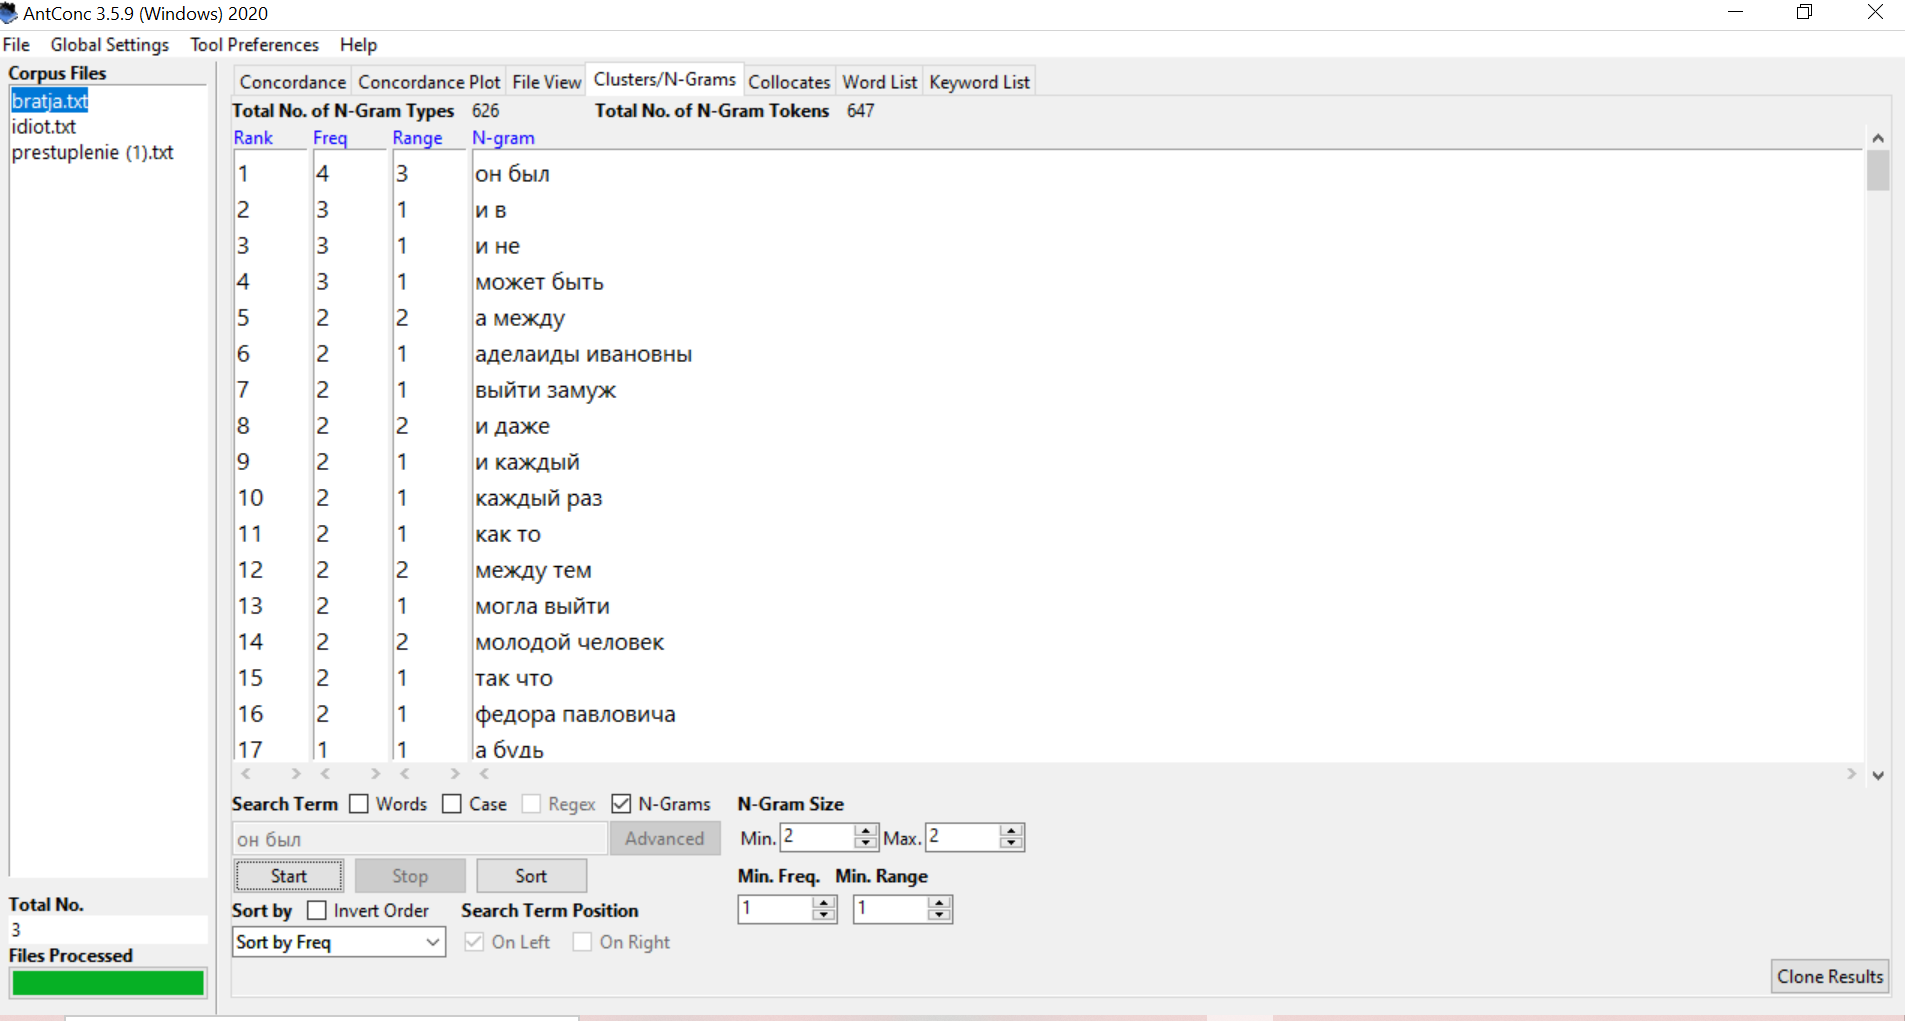 AntConc 3.5.9 (Windows) 2020
File Global Settings Tool Preferences Help
Corpus Files
bratja.txt
idiot.txt
prestuplenie (1).txt
Concordance Concordance Plot File View Clusters/N-Grams Collocates Word List Keyword List
Total No. of N-Gram Types 626 Total No. of N-Gram Tokens 647
Rank Freq Range N-gram
1 4 3 он был
2 3 1 и в
3 3 1 и не
4 3 1 может быть
5 2 2 а между
6 2 1 аделаиды ивановны
7 2 1 выйти замуж
8 2 2 и даже
9 2 1 и каждый
10 2 1 каждый раз
11 2 1 как то
12 2 2 между тем
13 2 1 могла выйти
14 2 2 молодой человек
15 2 1 так что
16 2 1 федора павловича
17 1 1 а будь
Search Term Words Case Regex N-Grams N-Gram Size
он был Advanced Min. 2 Max. 2
Start Stop Sort Min. Freq. Min. Range
Sort by Invert Order Search Term Position 1 1
Sort by Freq On Left On Right
Total No.
3
Files Processed
Clone Results